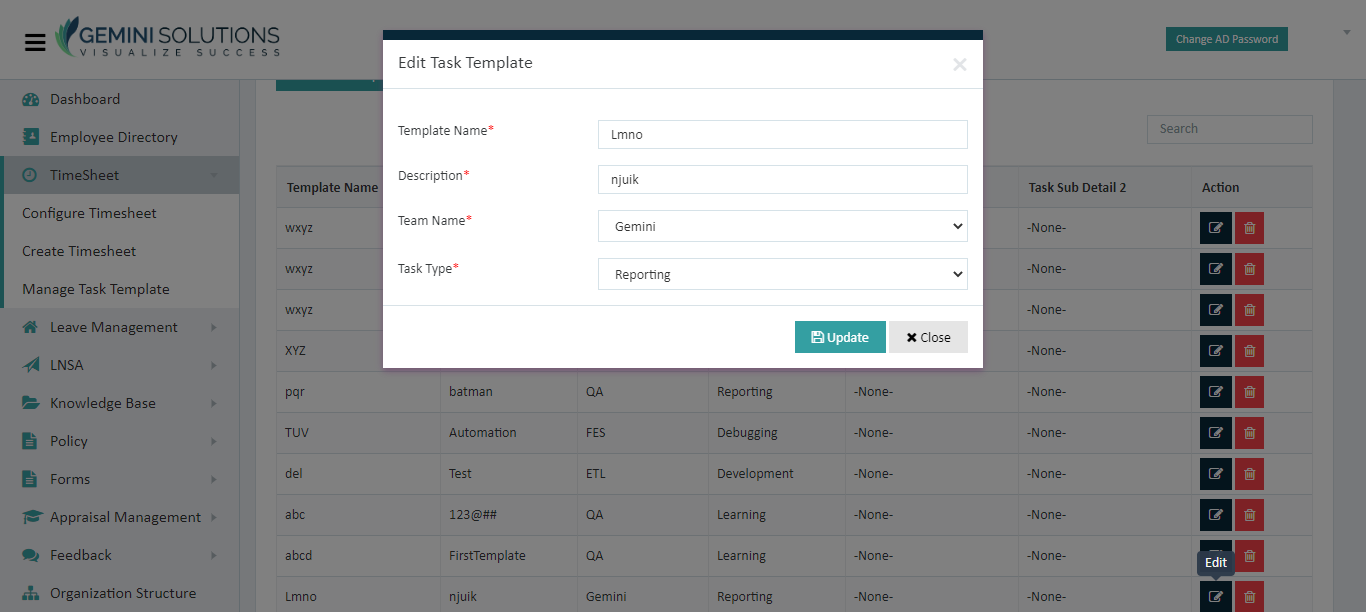 GEMINI SOLUTIONS
VISUALIZE SUCCESS
Change AD Password
Dashboard
Employee Directory
TimeSheet
Configure Timesheet
Create Timesheet
Manage Task Template
Leave Management
LNSA
Knowledge Base
Policy
Forms
Appraisal Management
Feedback
Organization Structure
Edit Task Template
×
Template Name* Lmno
Description* njuik
Team Name* Gemini
Task Type* Reporting
Update Close
Search
Template Name Task Sub Detail 2 Action
wxyz -None-
wxyz -None-
wxyz -None-
XYZ -None-
pqr batman QA Reporting -None- -None-
TUV Automation FES Debugging -None- -None-
del Test ETL Development -None- -None-
abc 123@## QA Learning -None- -None-
abcd FirstTemplate QA Learning -None- -None-
Edit
Lmno njuik Gemini Reporting -None- -None-